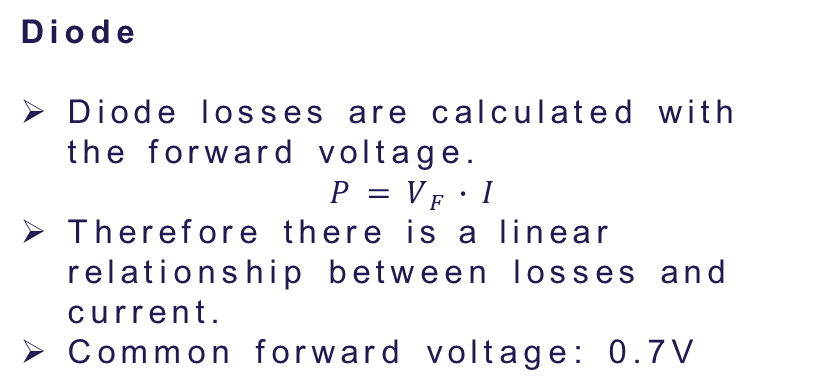 Diode
➢ Diode losses are calculated with
the forward voltage.
P = V_F · I
➢ Therefore there is a linear
relationship between losses and
current.
➢ Common forward voltage: 0.7V